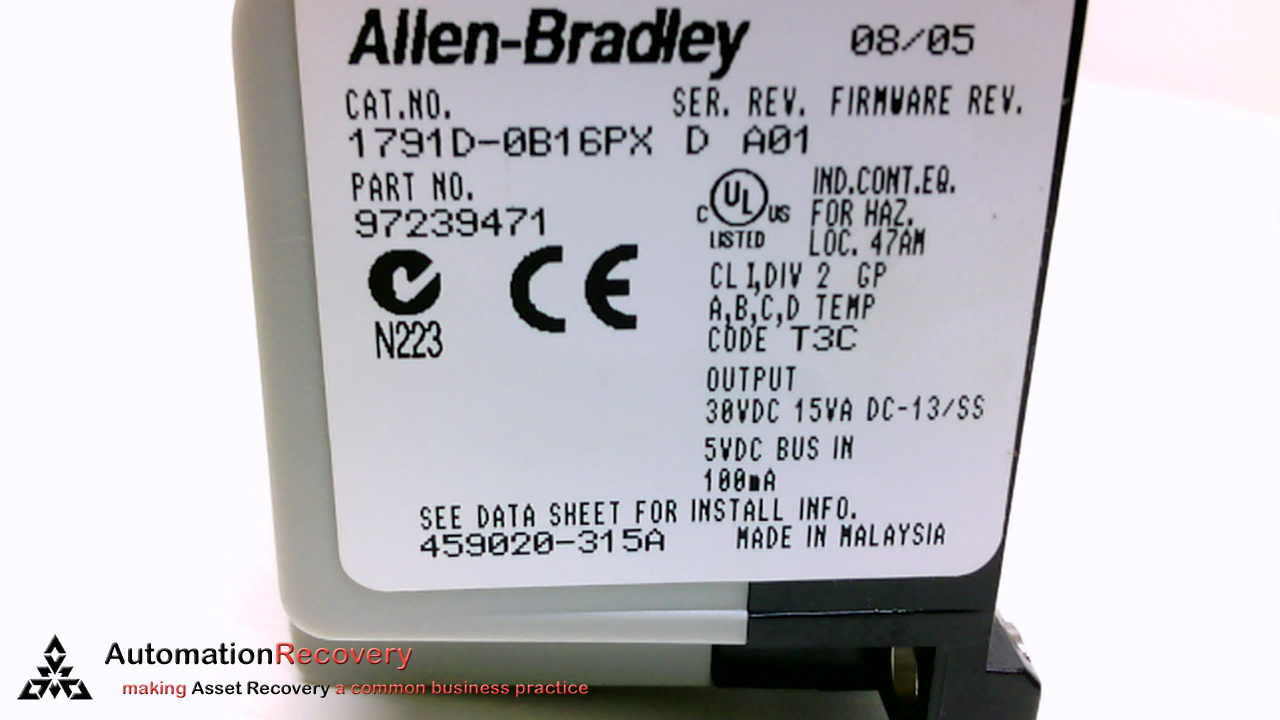 Allen-Bradley 08/05
CAT.NO. SER. REV. FIRMWARE REV.
1791D-0B16PX D A01
PART NO.
97239471
C UL US
LISTED
IND.CONT.EQ.
FOR HAZ.
LOC. 47AM
N223
CE
CL I,DIV 2 GP
A,B,C,D TEMP
CODE T3C
OUTPUT
30VDC 15VA DC-13/SS
5VDC BUS IN
100mA
SEE DATA SHEET FOR INSTALL INFO.
459020-315A MADE IN MALAYSIA
AutomationRecovery
making Asset Recovery a common business practice